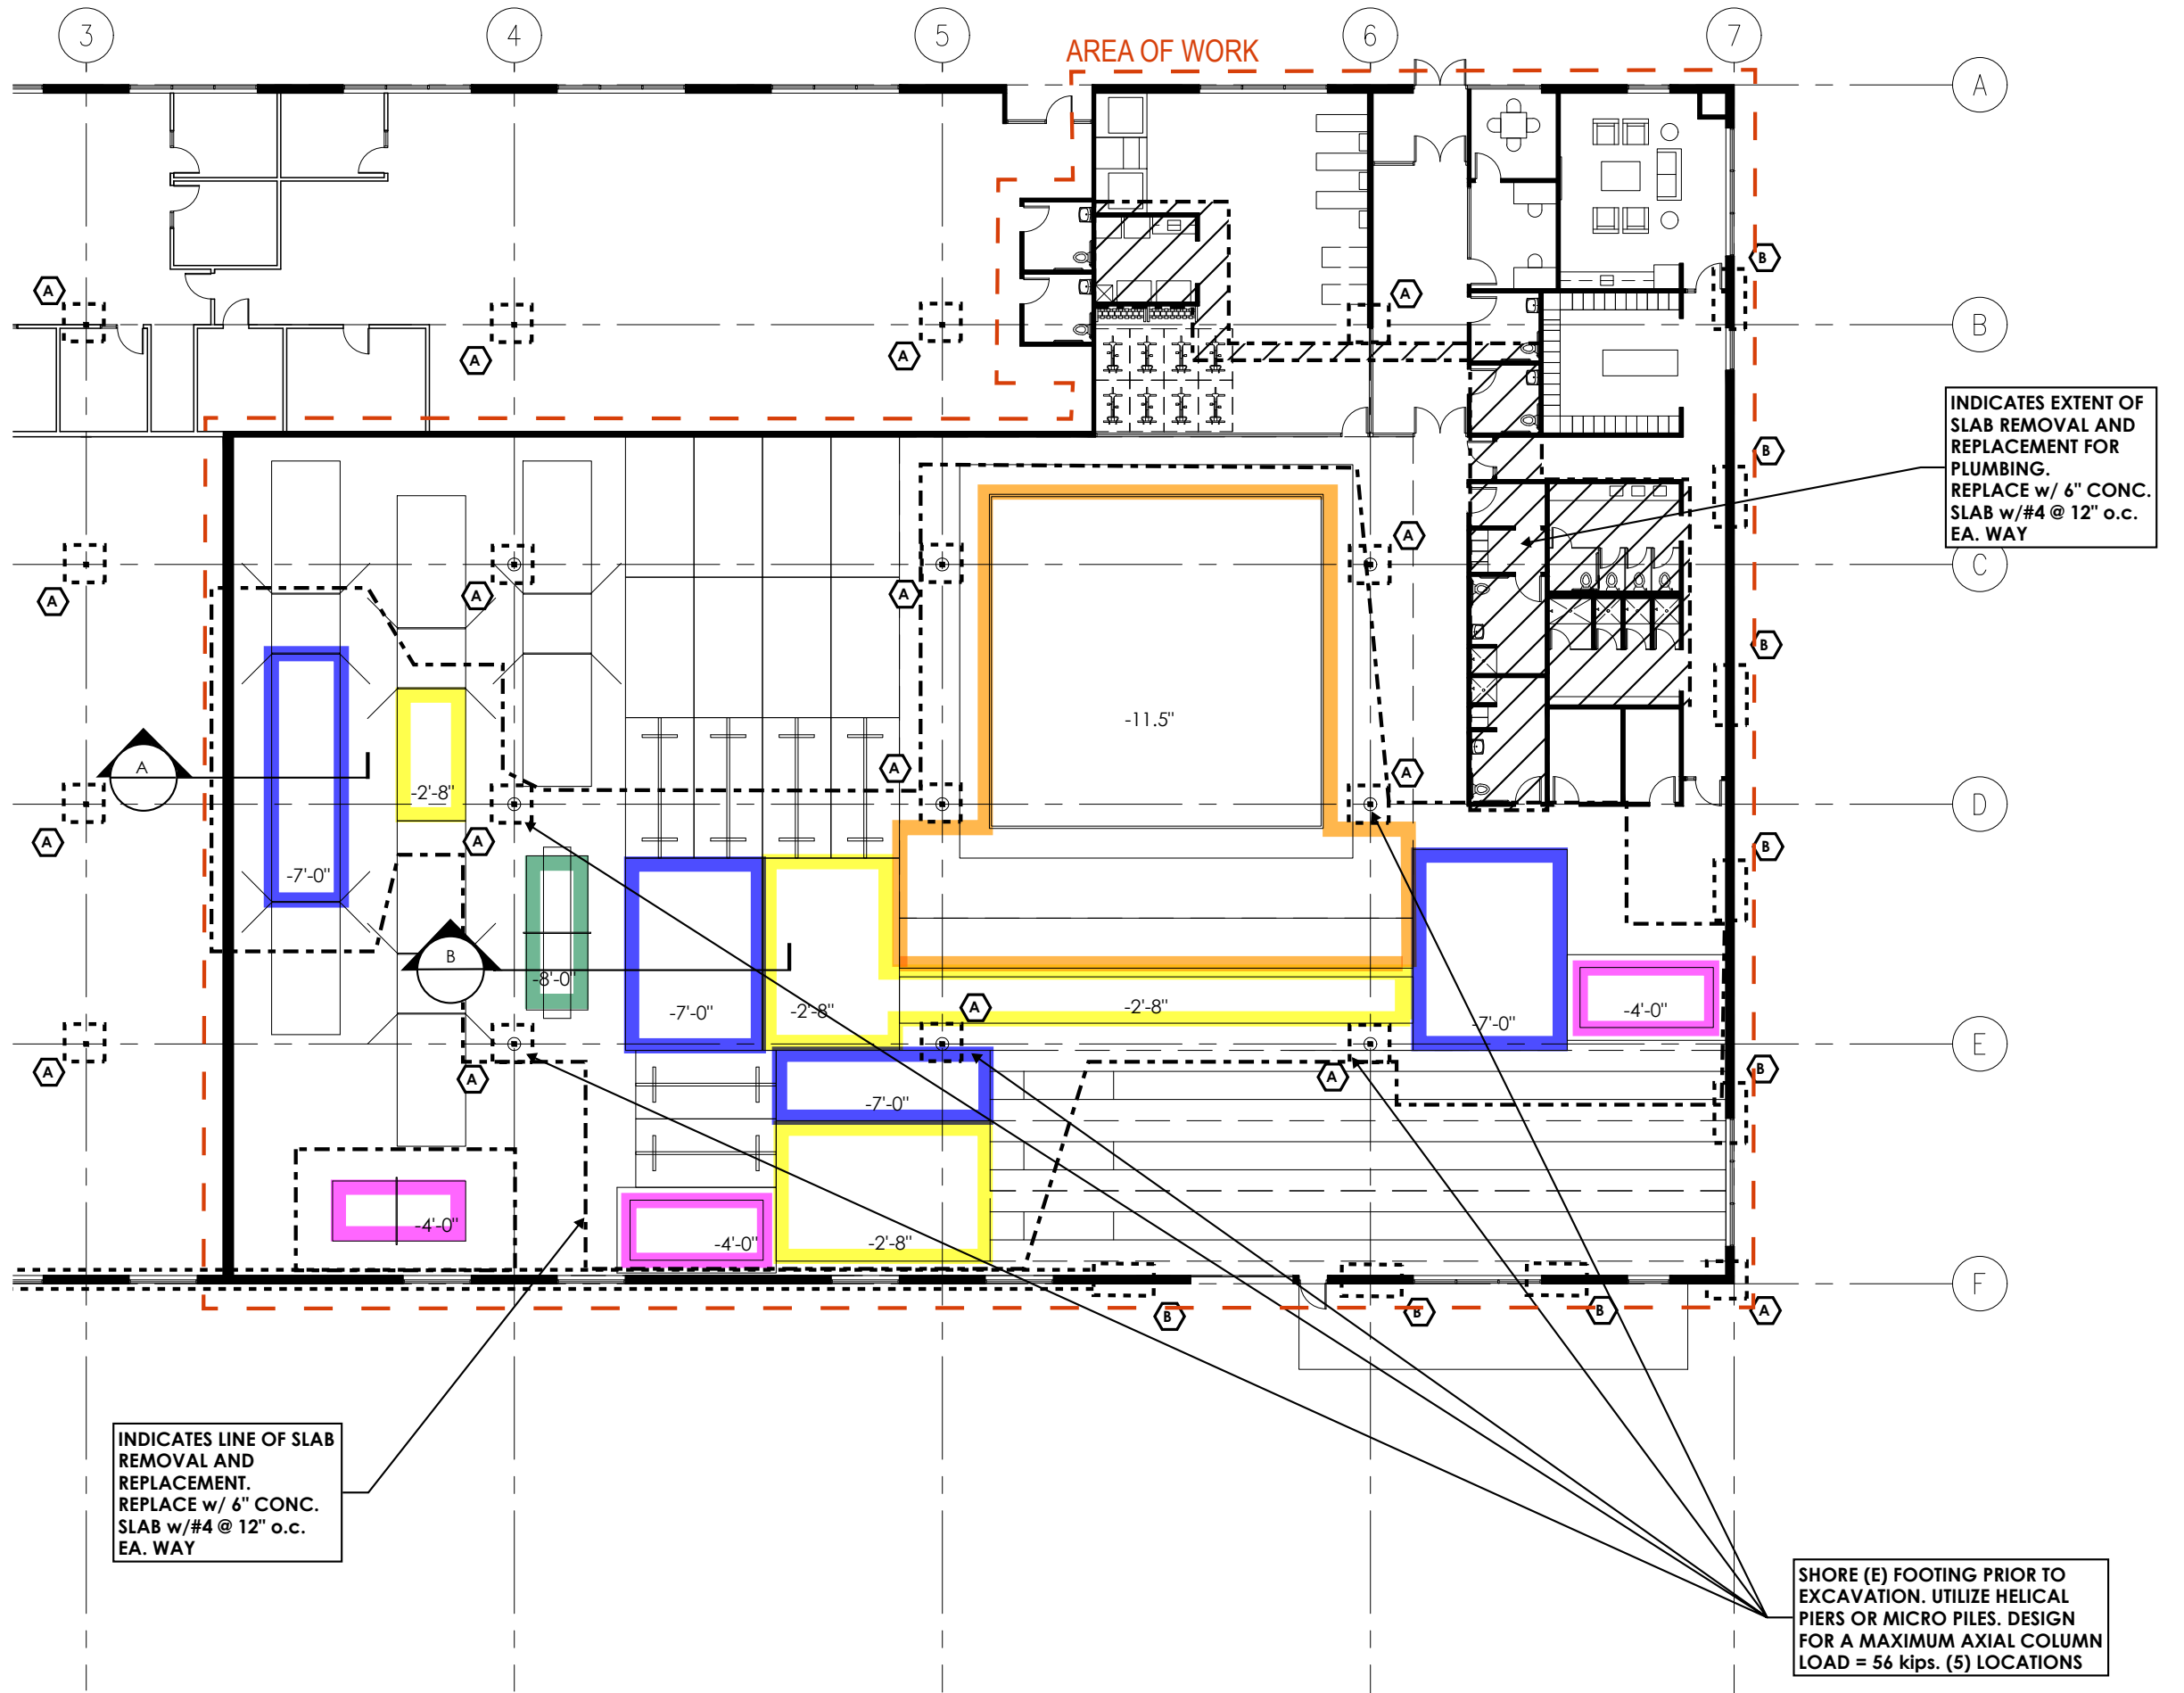 3
4
5
6
7
AREA OF WORK
A
B
A
A
B
A
A
INDICATES EXTENT OF
SLAB REMOVAL AND
REPLACEMENT FOR
PLUMBING.
REPLACE w/ 6" CONC.
SLAB w/#4 @ 12" o.c.
EA. WAY
B
A
C
A
A
A
B
-11.5"
A
A
A
-2'-8"
D
A
A
B
-7'-0"
B
-8'-0"
-7'-0"
-2'-8"
A
-2'-8"
-7'-0"
-4'-0"
E
A
A
A
B
-7'-0"
-4'-0"
-4'-0"
-2'-8"
F
B
B
B
A
INDICATES LINE OF SLAB
REMOVAL AND
REPLACEMENT.
REPLACE w/ 6" CONC.
SLAB w/#4 @ 12" o.c.
EA. WAY
SHORE (E) FOOTING PRIOR TO
EXCAVATION. UTILIZE HELICAL
PIERS OR MICRO PILES. DESIGN
FOR A MAXIMUM AXIAL COLUMN
LOAD = 56 kips. (5) LOCATIONS